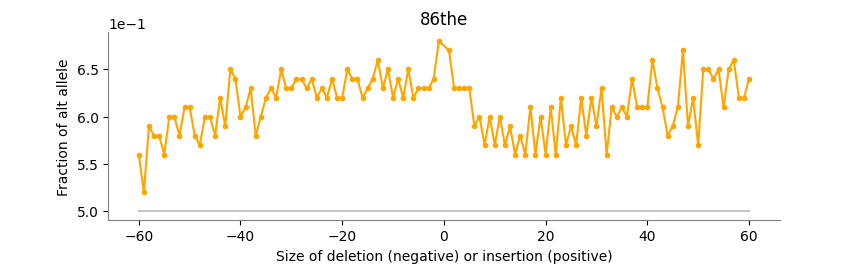 86the
1e−1
Fraction of alt allele
6.5
6.0
5.5
5.0
−60 −40 −20 0 20 40 60
Size of deletion (negative) or insertion (positive)